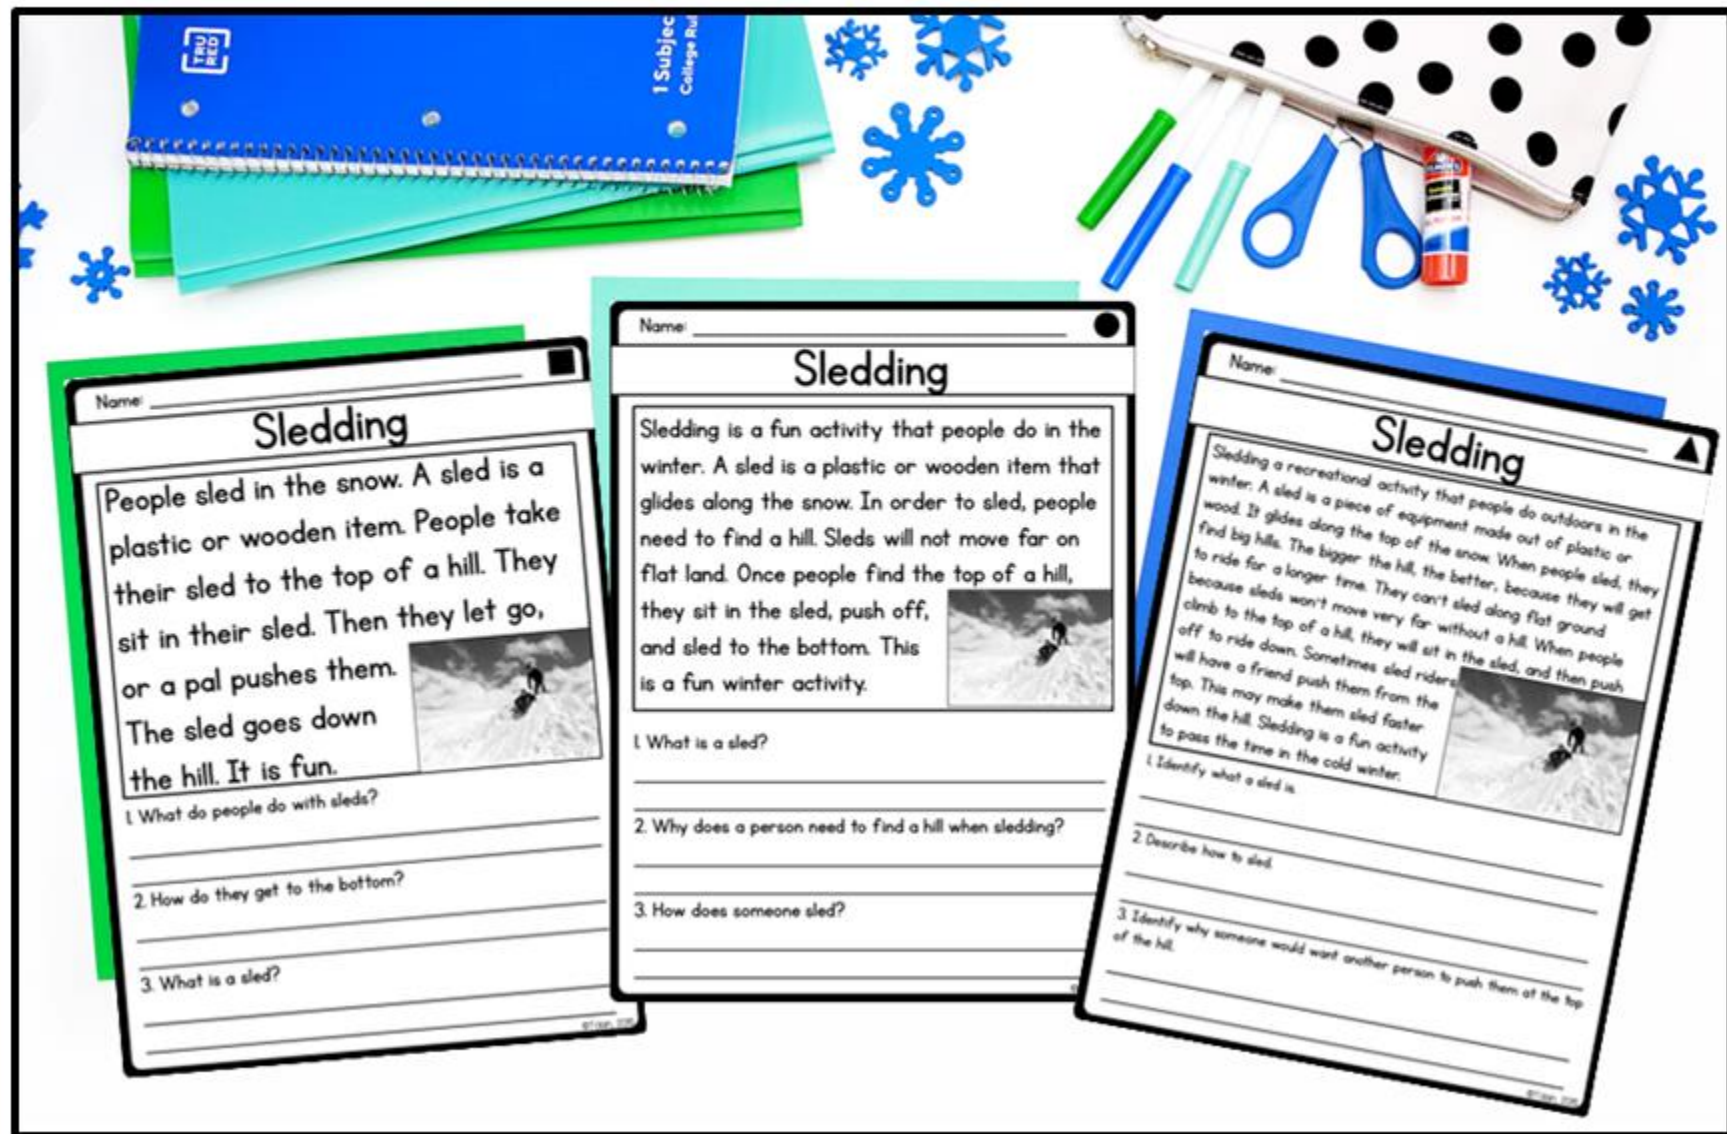 TRU
RED
1 Subjec
College Rul
Name:
Sledding
People sled in the snow. A sled is a
plastic or wooden item. People take
their sled to the top of a hill. They
sit in their sled. Then they let go,
or a pal pushes them.
The sled goes down
the hill. It is fun.
1. What do people do with sleds?
2. How do they get to the bottom?
3. What is a sled?
Name:
Sledding
Sledding is a fun activity that people do in the
winter. A sled is a plastic or wooden item that
glides along the snow. In order to sled, people
need to find a hill. Sleds will not move far on
flat land. Once people find the top of a hill,
they sit in the sled, push off,
and sled to the bottom. This
is a fun winter activity.
1. What is a sled?
2. Why does a person need to find a hill when sledding?
3. How does someone sled?
Name:
Sledding
Sledding a recreational activity that people do outdoors in the
winter. A sled is a piece of equipment made out of plastic or
wood. It glides along the top of the snow. When people sled, they
find big hills. The bigger the hill, the better, because they will get
to ride for a longer time. They can't sled along flat ground
because sleds won't move very far without a hill. When people
climb to the top of a hill, they will sit in the sled, and then push
off to ride down. Sometimes sled riders
will have a friend push them from the
top. This may make them sled faster
down the hill. Sledding is a fun activity
to pass the time in the cold winter.
1. Identify what a sled is.
2. Describe how to sled.
3. Identify why someone would want another person to push them at the top
of the hill.